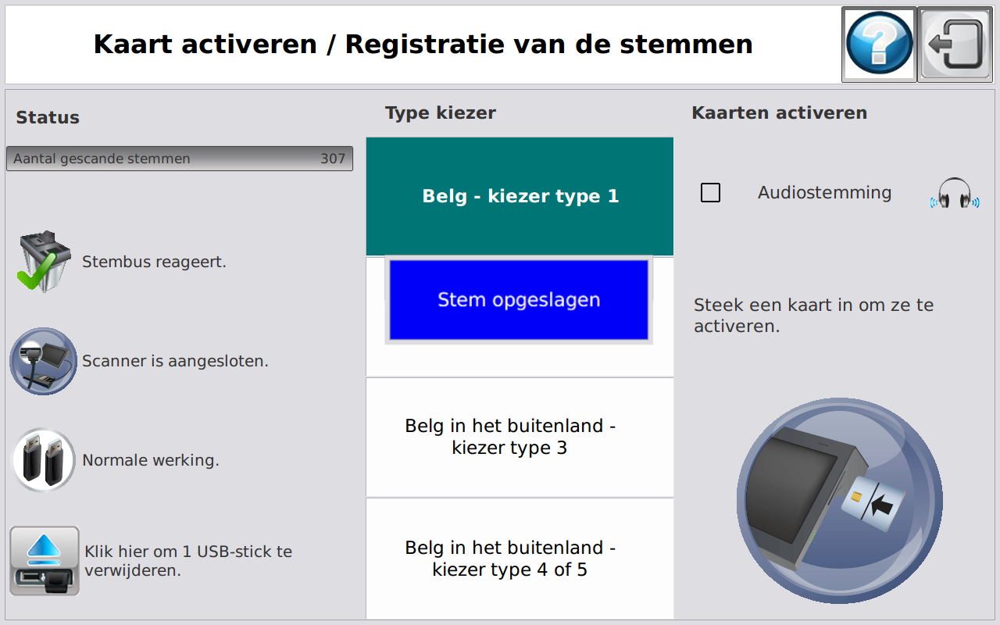 Kaart activeren / Registratie van de stemmen
Status
Aantal gescande stemmen 307
Stembus reageert.
Scanner is aangesloten.
Normale werking.
Klik hier om 1 USB-stick te
verwijderen.
Type kiezer
Belg - kiezer type 1
Stem opgeslagen
Belg in het buitenland -
kiezer type 3
Belg in het buitenland -
kiezer type 4 of 5
Kaarten activeren
Audiostemming
Steek een kaart in om ze te
activeren.